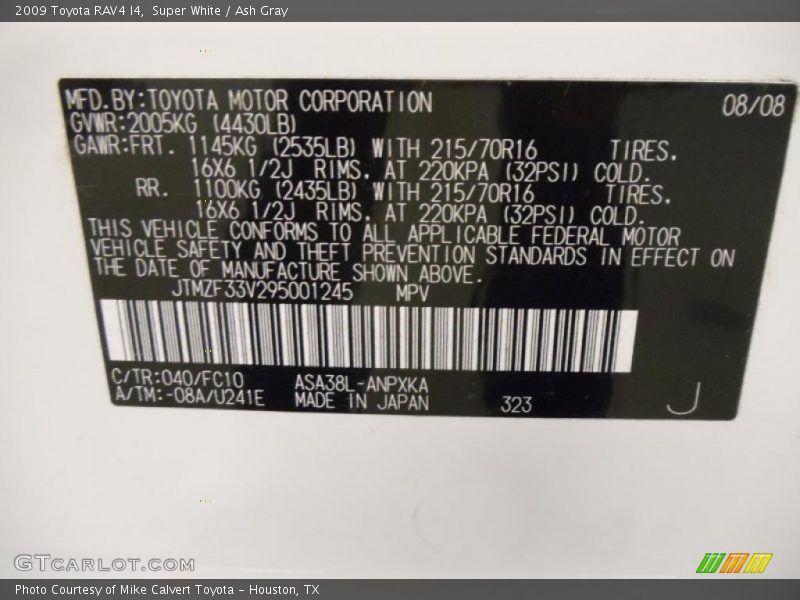 2009 Toyota RAV4 I4,  Super White / Ash Gray
MFD.BY:TOYOTA MOTOR CORPORATION 08/08
GVWR:2005KG (4430LB)
GAWR:FRT. 1145KG (2535LB) WITH 215/70R16 TIRES.
16X6 1/2J RIMS. AT 220KPA (32PSI) COLD.
RR. 1100KG (2435LB) WITH 215/70R16 TIRES.
16X6 1/2J RIMS. AT 220KPA (32PSI) COLD.
THIS VEHICLE CONFORMS TO ALL APPLICABLE FEDERAL MOTOR
VEHICLE SAFETY AND THEFT PREVENTION STANDARDS IN EFFECT ON
THE DATE OF MANUFACTURE SHOWN ABOVE.
JTMZF33V295001245 MPV
C/TR:040/FC10 ASA38L-ANPXKA
A/TM:-08A/U241E MADE IN JAPAN 323 J
GTCARLOT.COM
Photo Courtesy of Mike Calvert Toyota - Houston, TX